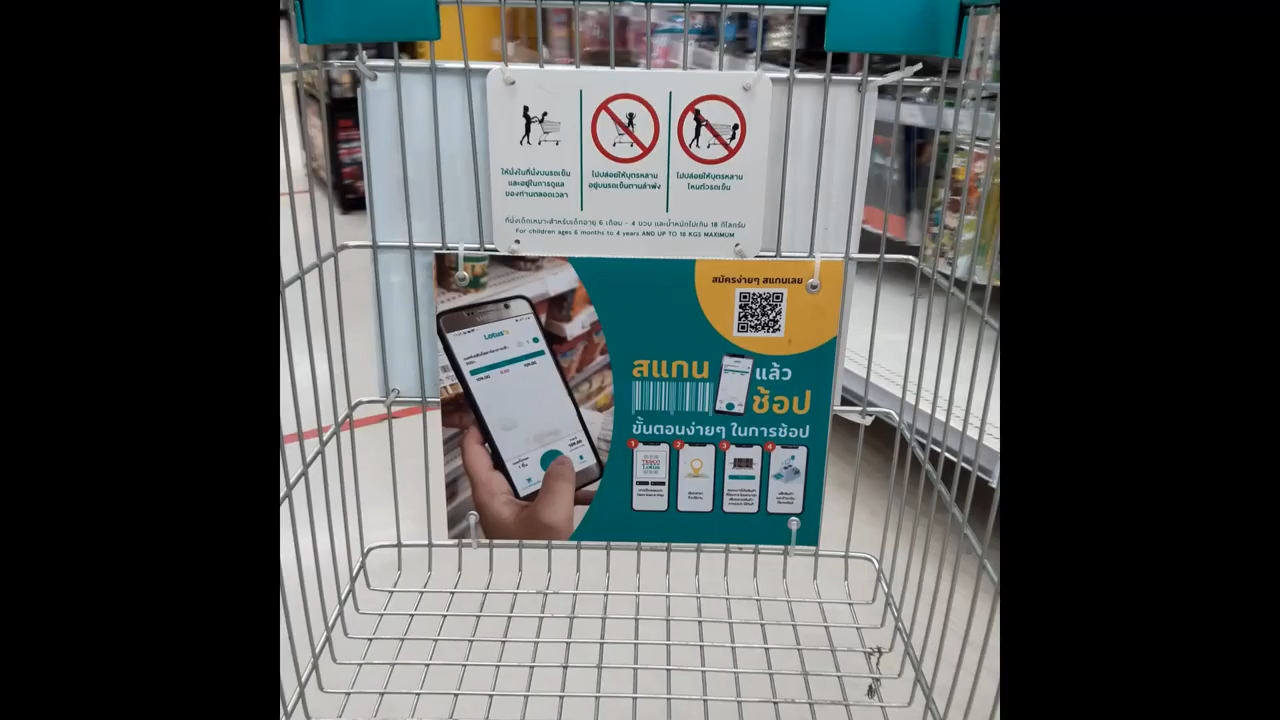 ให้นั่งในที่นั่งบนรถเข็น
และอยู่ในการดูแล
ของท่านตลอดเวลา
ไม่ปล่อยให้บุตรหลาน
อยู่บนรถเข็นตามลำพัง
ไม่ปล่อยให้บุตรหลาน
โหนตัวรถเข็น
ที่นั่งเด็กเหมาะสำหรับเด็กอายุ 6 เดือน - 4 ขวบ และน้ำหนักไม่เกิน 18 กิโลกรัม
For children ages 6 months to 4 years AND UP TO 18 KGS MAXIMUM
สมัครง่ายๆ สแกนเลย
Lotus's
109.00
0.00
109.00
สแกน
แล้ว
ช้อป
ขั้นตอนง่ายๆ ในการช้อป
1
2
3
4
TESCO
Lotus